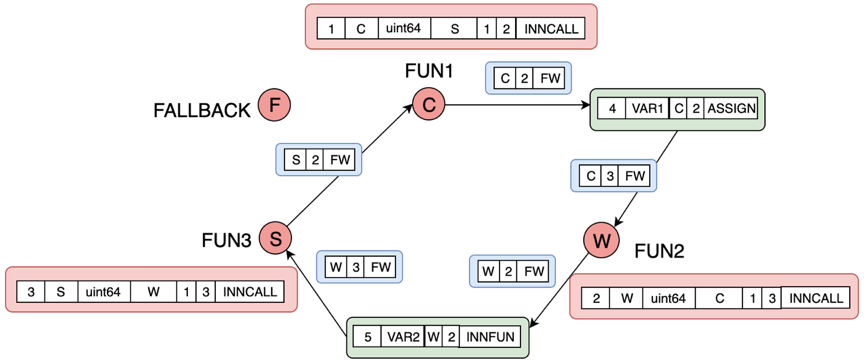 1 C uint64 S 1 2 INNCALL
FUN1
C 2 FW
FALLBACK F
C
4 VAR1 C 2 ASSIGN
S 2 FW
C 3 FW
FUN3 S
W
FUN2
W 3 FW
W 2 FW
3 S uint64 W 1 3 INNCALL
2 W uint64 C 1 3 INNCALL
5 VAR2 W 2 INNFUN